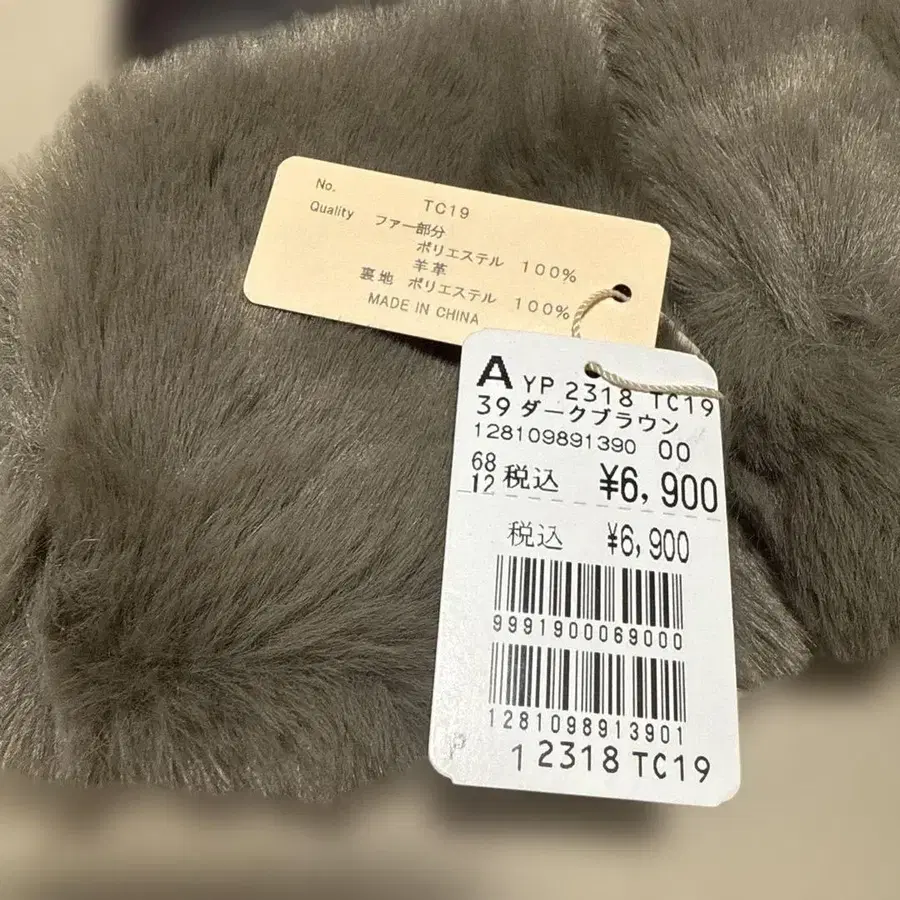 No. TC19
Quality ファー部分
ポリエステル 100%
羊革
裏地 ポリエステル 100%
MADE IN CHINA
A YP 2318 TC19
39 ダークブラウン
128109891390 00
68
12 税込 ¥6,900
税込 ¥6,900
9991900069000
1281098913901
P 12318 TC19